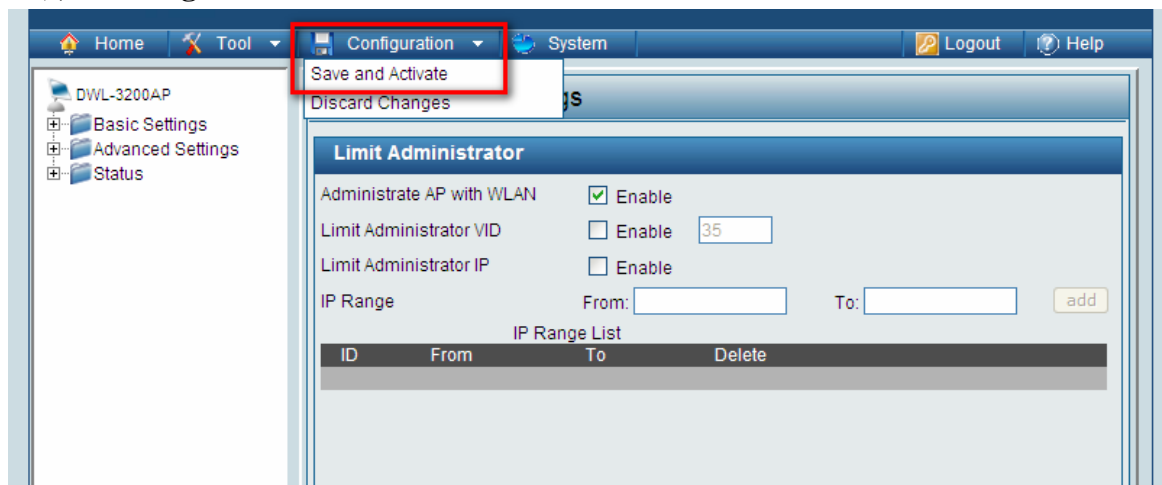 Home Tool Configuration System Logout Help
Save and Activate
Discard Changes
gs
DWL-3200AP
Basic Settings
Advanced Settings
Status
Limit Administrator
Administrate AP with WLAN Enable
Limit Administrator VID Enable 35
Limit Administrator IP Enable
IP Range From: To: add
IP Range List
ID From To Delete